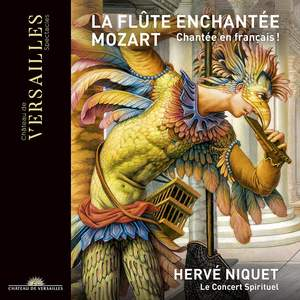 LA FLÛTE ENCHANTÉE
MOZART Chantée en français !
Château de
VERSAILLES
Spectacles
HERVÉ NIQUET
Le Concert Spirituel
CHÂTEAU DE VERSAILLES